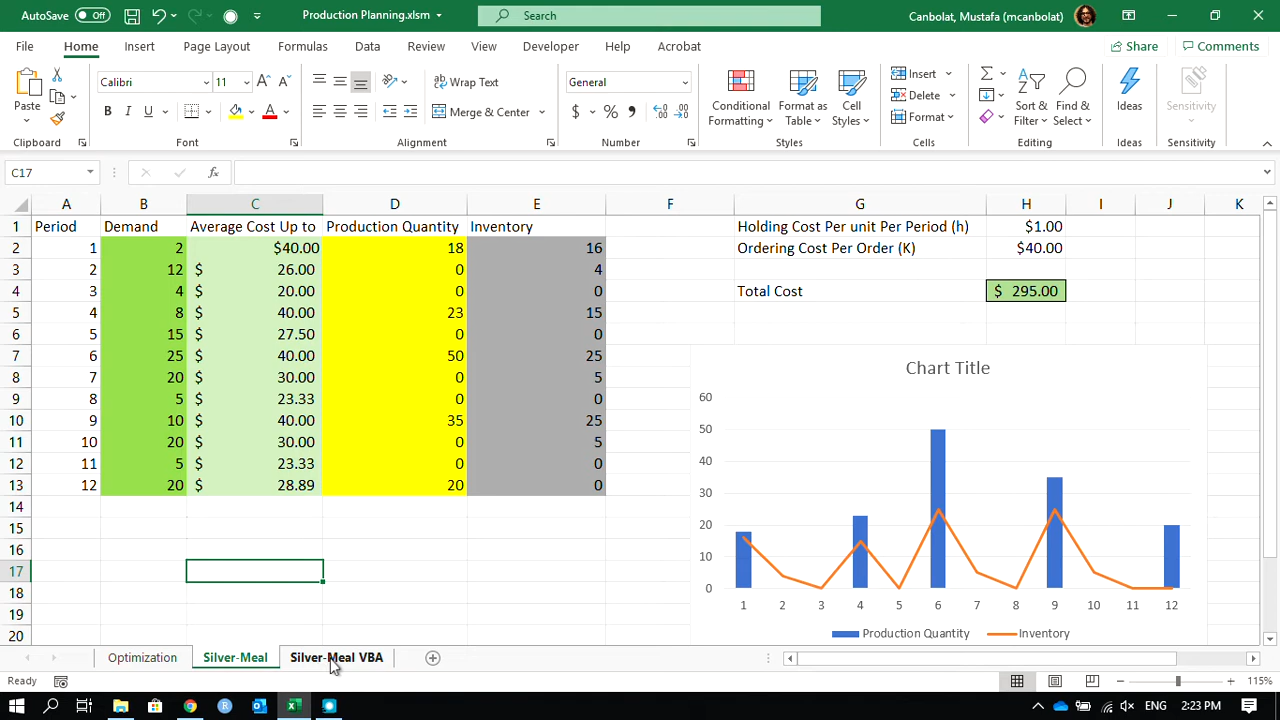 AutoSave Off Production Planning.xlsm Search Canbolat, Mustafa (mcanbolat)
File Home Insert Page Layout Formulas Data Review View Developer Help Acrobat Share Comments
Paste Calibri 11 Wrap Text General Conditional Formatting Format as Table Cell Styles Insert Sort & Filter Find & Select Ideas Sensitivity
B I U A Merge & Center $ % Delete
Format
Clipboard Font Alignment Number Styles Cells Editing Ideas Sensitivity
C17 fx
A B C D E F G H I J K
1 Period Demand Average Cost Up to Production Quantity Inventory Holding Cost Per unit Per Period (h) $1.00
2 1 2 $40.00 18 16 Ordering Cost Per Order (K) $40.00
3 2 12 $ 26.00 0 4
4 3 4 $ 20.00 0 0 Total Cost $ 295.00
5 4 8 $ 40.00 23 15
6 5 15 $ 27.50 0 0
7 6 25 $ 40.00 50 25
8 7 20 $ 30.00 0 5
9 8 5 $ 23.33 0 0
10 9 10 $ 40.00 35 25
11 10 20 $ 30.00 0 5
12 11 5 $ 23.33 0 0
13 12 20 $ 28.89 20 0
14
15
16
17
18
19
20
Chart Title
60
50
40
30
20
10
0
1 2 3 4 5 6 7 8 9 10 11 12
Production Quantity Inventory
Optimization Silver-Meal Silver-Meal VBA
Ready 115%
ENG 2:23 PM